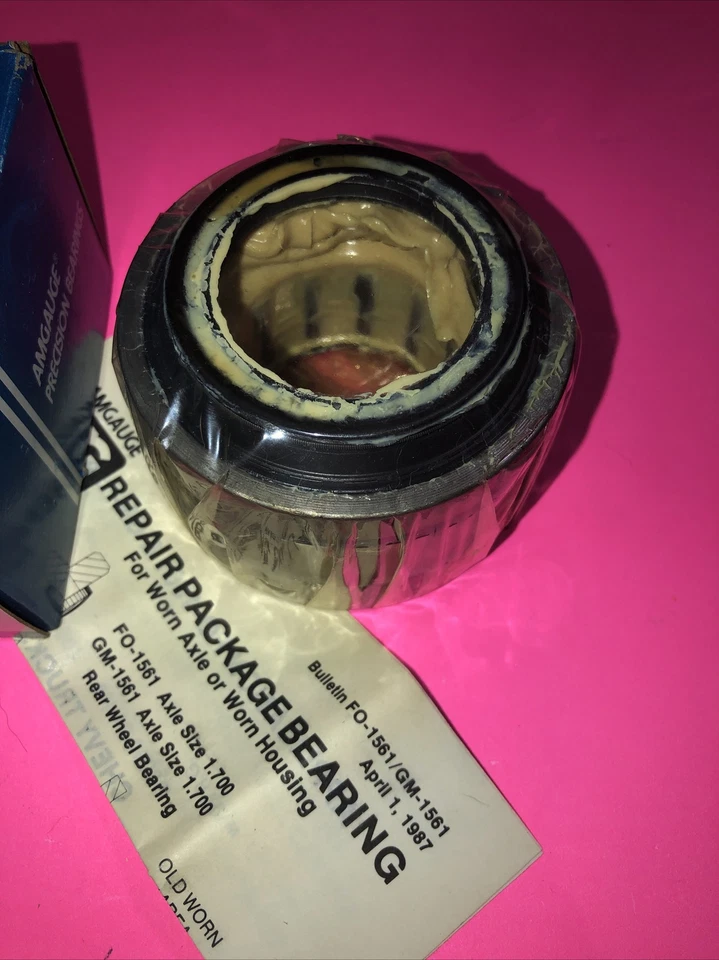 AMGAUGE®
PRECISION BEARINGS
AMGAUGE
REPAIR PACKAGE BEARING
For Worn Axle or Worn Housing
Bulletin FO-1561/GM-1561
April 1, 1987
FO-1561 Axle Size 1.700
GM-1561 Axle Size 1.700
Rear Wheel Bearing
OLD WORN
AREA